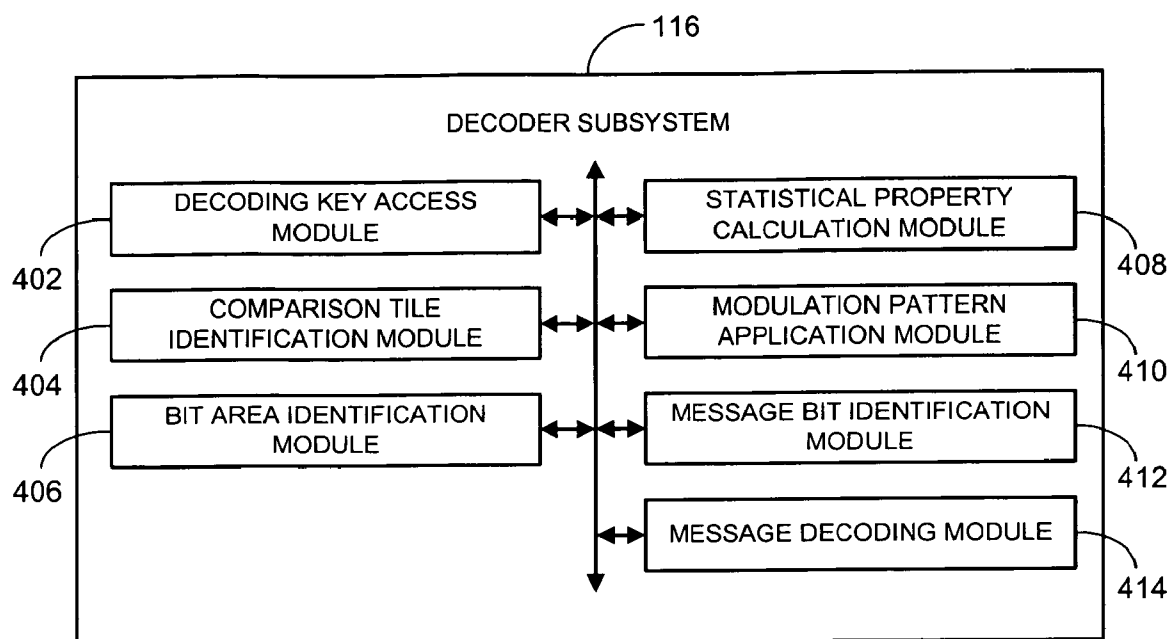 116
DECODER SUBSYSTEM
DECODING KEY ACCESS
MODULE
402
COMPARISON TILE
IDENTIFICATION MODULE
404
BIT AREA IDENTIFICATION
MODULE
406
STATISTICAL PROPERTY
CALCULATION MODULE
408
MODULATION PATTERN
APPLICATION MODULE
410
MESSAGE BIT IDENTIFICATION
MODULE
412
MESSAGE DECODING MODULE
414